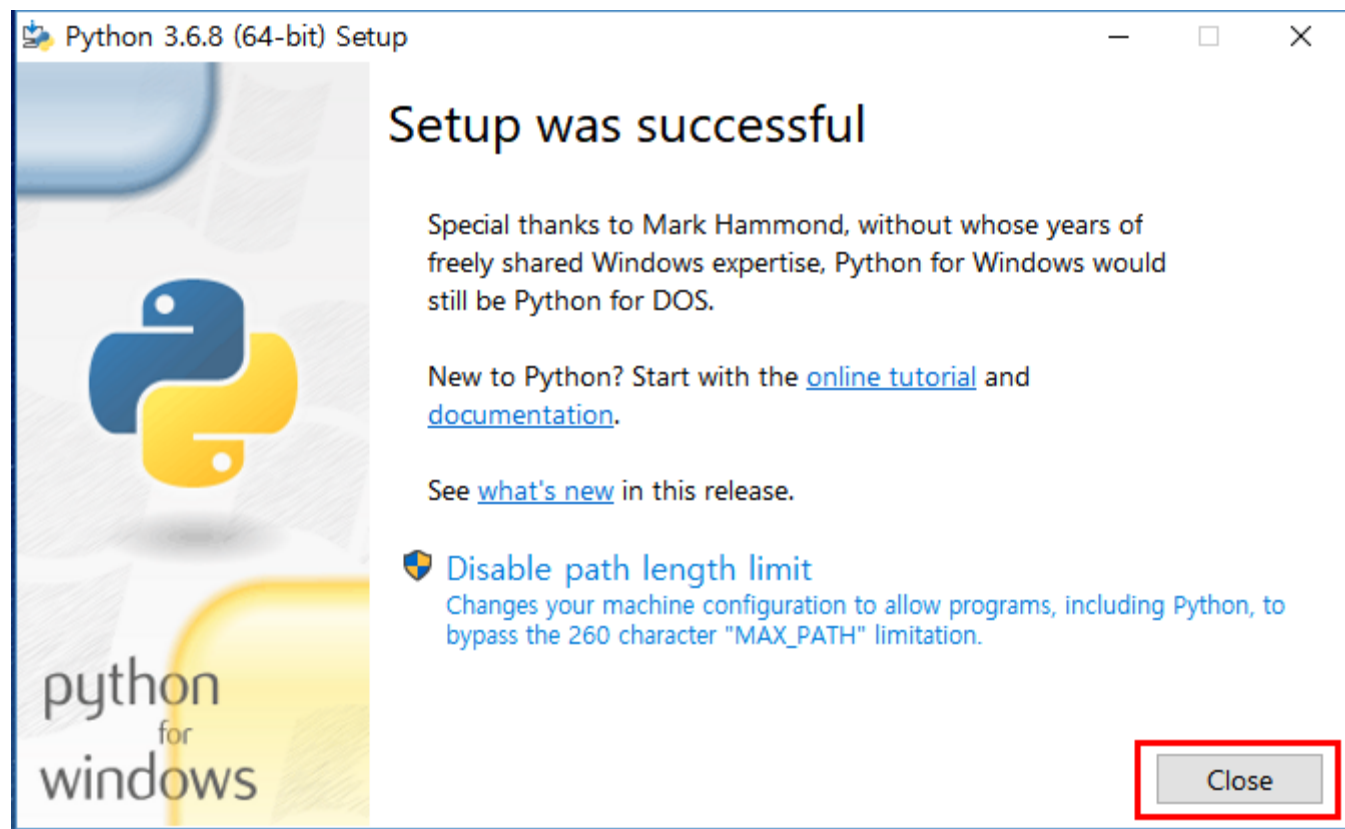 Python 3.6.8 (64-bit) Setup
Setup was successful
Special thanks to Mark Hammond, without whose years of
freely shared Windows expertise, Python for Windows would
still be Python for DOS.
New to Python? Start with the online tutorial and
documentation.
See what's new in this release.
Disable path length limit
Changes your machine configuration to allow programs, including Python, to
bypass the 260 character "MAX_PATH" limitation.
python
for
windows
Close